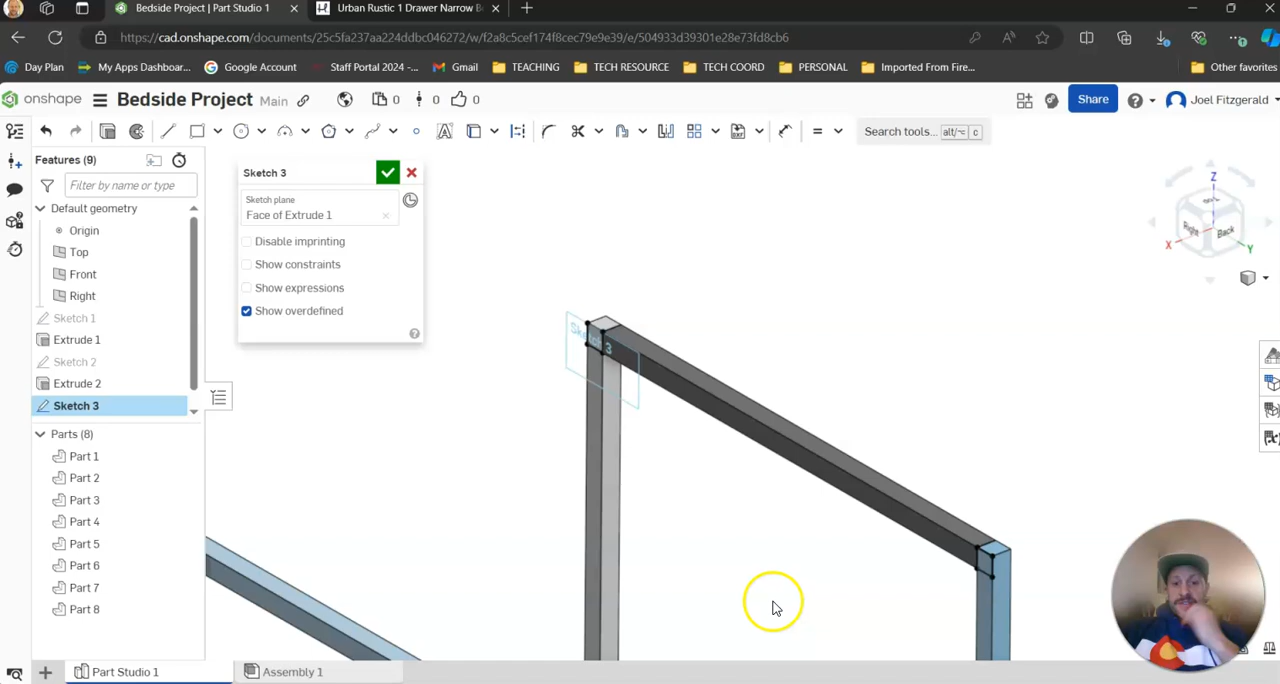 Bedside Project | Part Studio 1
Urban Rustic 1 Drawer Narrow B
https://cad.onshape.com/documents/25c5fa237aa224ddbc046272/w/f2a8c5cef174f8cec79e9e39/e/504933d39301e28e73fd8cb6
Day Plan
My Apps Dashboar...
Google Account
Staff Portal 2024 -...
Gmail
TEACHING
TECH RESOURCE
TECH COORD
PERSONAL
Imported From Fire...
Other favorites
onshape
Bedside Project
Main
0
0
0
Share
Joel Fitzgerald
Search tools...
alt/⌥
c
Features (9)
Filter by name or type
Default geometry
Origin
Top
Front
Right
Sketch 1
Extrude 1
Sketch 2
Extrude 2
Sketch 3
Parts (8)
Part 1
Part 2
Part 3
Part 4
Part 5
Part 6
Part 7
Part 8
Sketch 3
Sketch plane
Face of Extrude 1
Disable imprinting
Show constraints
Show expressions
Show overdefined
Sketch 3
Z
Right
Back
X
Y
Part Studio 1
Assembly 1